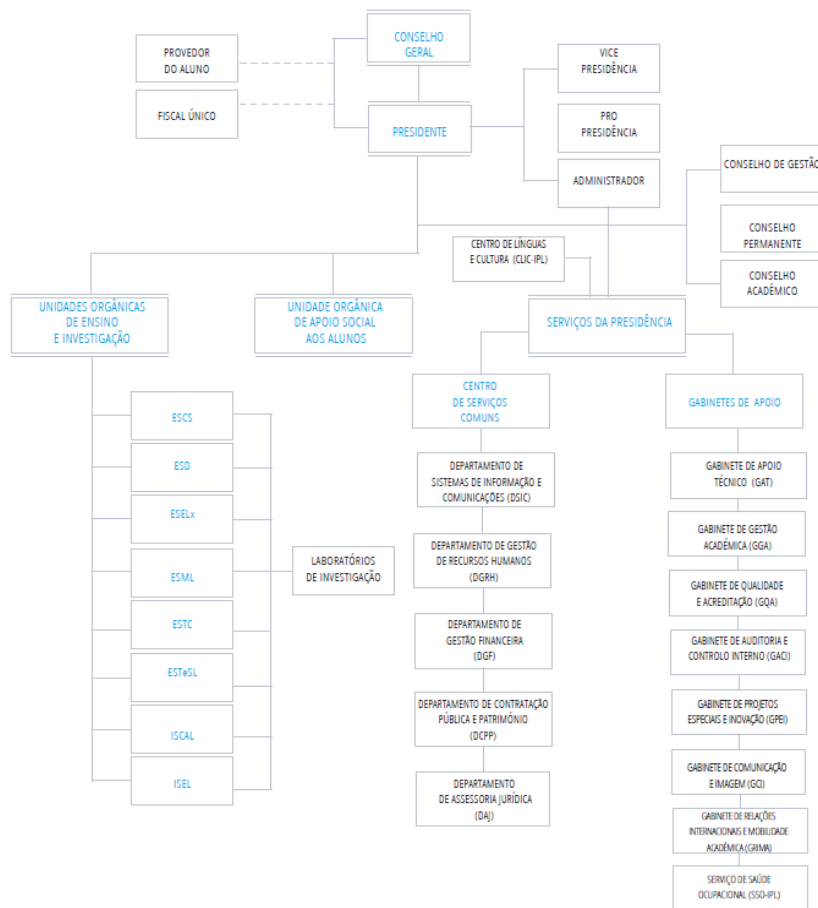 CONSELHO
GERAL
PROVEDOR
DO ALUNO
VICE
PRESIDÊNCIA
FISCAL ÚNICO
PRESIDENTE
PRO
PRESIDÊNCIA
ADMINISTRADOR
CONSELHO DE GESTÃO
CONSELHO
PERMANENTE
CONSELHO
ACADÉMICO
CENTRO DE LÍNGUAS
E CULTURA (CLIC-IPL)
UNIDADES ORGÂNICAS
DE ENSINO
E INVESTIGAÇÃO
UNIDADE ORGÂNICA
DE APOIO SOCIAL
AOS ALUNOS
SERVIÇOS DA PRESIDÊNCIA
ESCS
ESD
ESELx
ESML
ESTC
ESTeSL
ISCAL
ISEL
LABORATÓRIOS
DE INVESTIGAÇÃO
CENTRO
DE SERVIÇOS
COMUNS
DEPARTAMENTO DE
SISTEMAS DE INFORMAÇÃO E
COMUNICAÇÕES (DSIC)
DEPARTAMENTO DE GESTÃO
DE RECURSOS HUMANOS
(DGRH)
DEPARTAMENTO DE
GESTÃO FINANCEIRA
(DGF)
DEPARTAMENTO DE CONTRATAÇÃO
PÚBLICA E PATRIMÓNIO
(DCPP)
DEPARTAMENTO
DE ASSESSORIA JURÍDICA
(DAJ)
GABINETES DE APOIO
GABINETE DE APOIO
TÉCNICO (GAT)
GABINETE DE GESTÃO
ACADÉMICA (GGA)
GABINETE DE QUALIDADE
E ACREDITAÇÃO (GQA)
GABINETE DE AUDITORIA E
CONTROLO INTERNO (GACI)
GABINETE DE PROJETOS
ESPECIAIS E INOVAÇÃO (GPEI)
GABINETE DE COMUNICAÇÃO
E IMAGEM (GCI)
GABINETE DE RELAÇÕES
INTERNACIONAIS E MOBILIDADE
ACADÉMICA (GRIMA)
SERVIÇO DE SAÚDE
OCUPACIONAL (SSO-IPL)